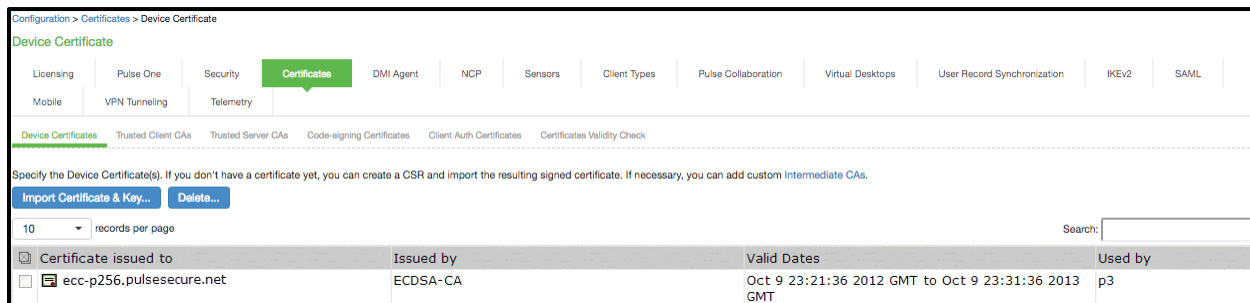 Configuration > Certificates > Device Certificate
Device Certificate
Licensing Pulse One Security Certificates DMI Agent NCP Sensors Client Types Pulse Collaboration Virtual Desktops User Record Synchronization IKEv2 SAML
Mobile VPN Tunneling Telemetry
Device Certificates Trusted Client CAs Trusted Server CAs Code-signing Certificates Client Auth Certificates Certificates Validity Check
Specify the Device Certificate(s). If you don't have a certificate yet, you can create a CSR and import the resulting signed certificate. If necessary, you can add custom Intermediate CAs.
Import Certificate & Key... Delete...
10 records per page Search:
Certificate issued to Issued by Valid Dates Used by
ecc-p256.pulsesecure.net ECDSA-CA Oct 9 23:21:36 2012 GMT to Oct 9 23:31:36 2013 p3
GMT